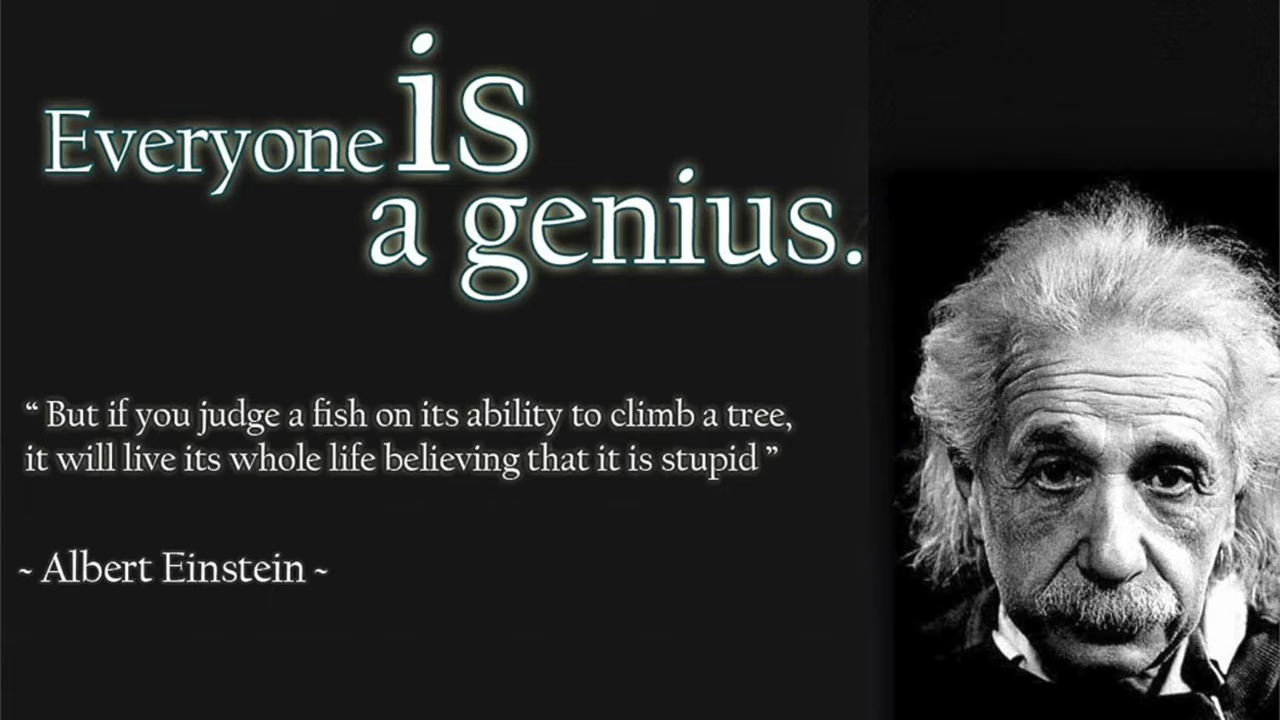 Everyone is
a genius.
“ But if you judge a fish on its ability to climb a tree,
it will live its whole life believing that it is stupid ”
~ Albert Einstein ~